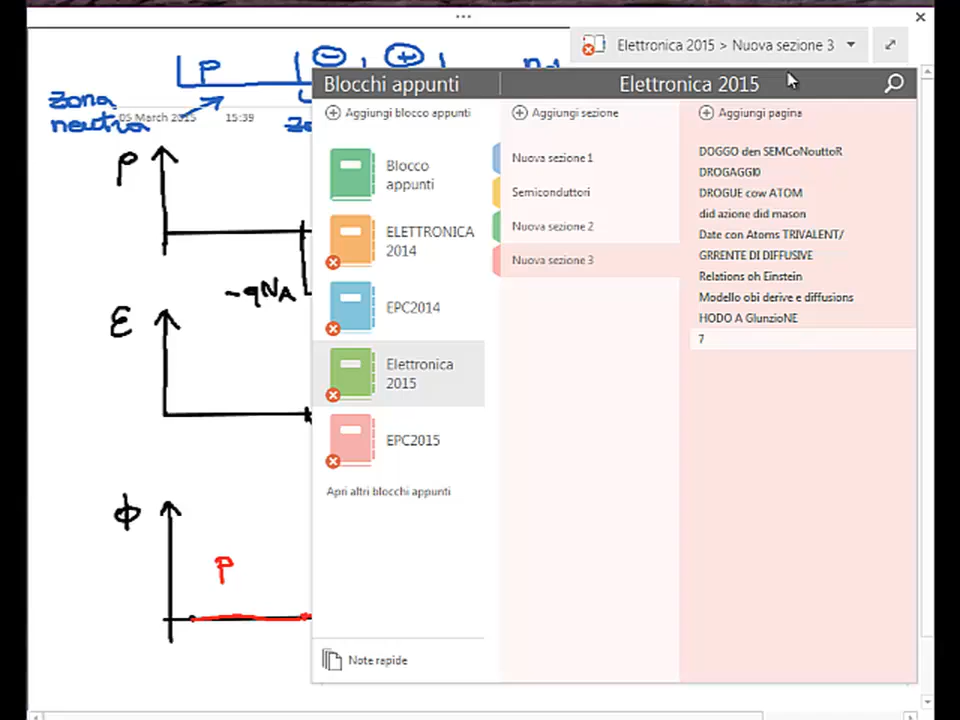 Elettronica 2015 > Nuova sezione 3
P
zona
neutra
05 March 2015 15:39
Blocchi appunti
Elettronica 2015
Aggiungi blocco appunti
Aggiungi sezione
Aggiungi pagina
Blocco
appunti
ELETTRONICA
2014
EPC2014
Elettronica
2015
EPC2015
Apri altri blocchi appunti
Note rapide
Nuova sezione 1
Semiconduttori
Nuova sezione 2
Nuova sezione 3
DOGGO den SEMCoNouttoR
DROGAGGI0
DROGUE cow ATOM
did azione did mason
Date con Atoms TRIVALENT/
GRRENTE DI DIFFUSIVE
Relations oh Einstein
Modello obi derive e diffusions
HODO A GlunzioNE
7
ρ
-qNA
ε
Φ
P